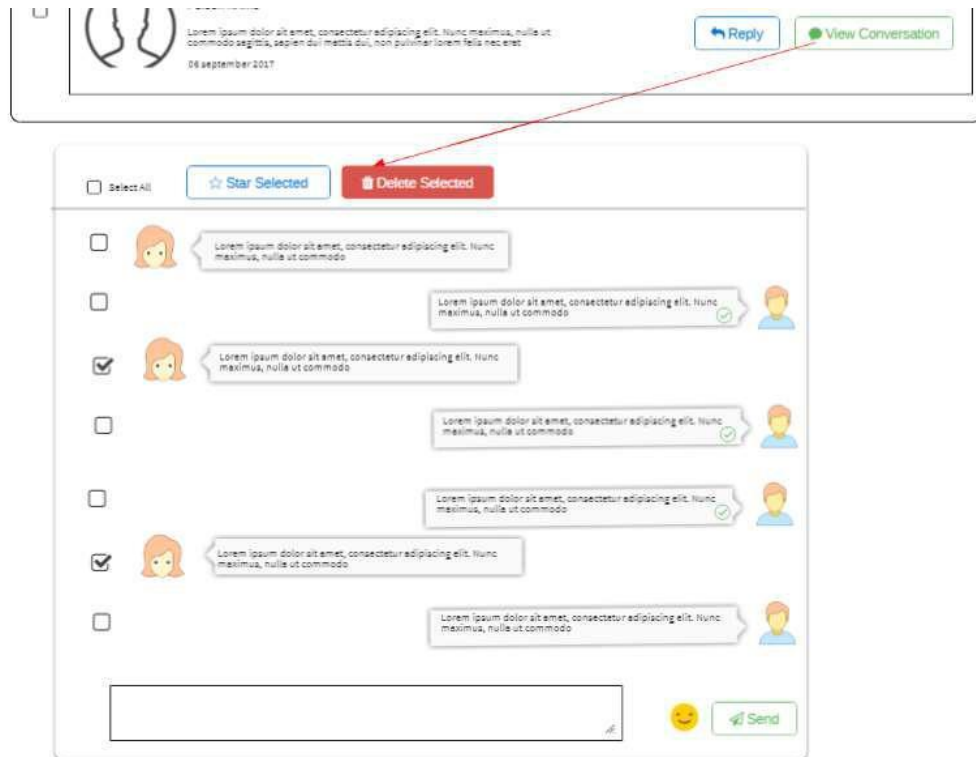 Lorem ipsum dolor sit amet, consectetur adipiscing elit. Nunc maximus, nulla ut
commodo sagittis, sapien dui mattis dui, non pulvinar lorem felis nec erat
06 september 2017
Reply
View Conversation
Select All
Star Selected
Delete Selected
Lorem ipsum dolor sit amet, consectetur adipiscing elit. Nunc
maximus, nulla ut commodo
Lorem ipsum dolor sit amet, consectetur adipiscing elit. Nunc
maximus, nulla ut commodo
Lorem ipsum dolor sit amet, consectetur adipiscing elit. Nunc
maximus, nulla ut commodo
Lorem ipsum dolor sit amet, consectetur adipiscing elit. Nunc
maximus, nulla ut commodo
Lorem ipsum dolor sit amet, consectetur adipiscing elit. Nunc
maximus, nulla ut commodo
Lorem ipsum dolor sit amet, consectetur adipiscing elit. Nunc
maximus, nulla ut commodo
Lorem ipsum dolor sit amet, consectetur adipiscing elit. Nunc
maximus, nulla ut commodo
Send